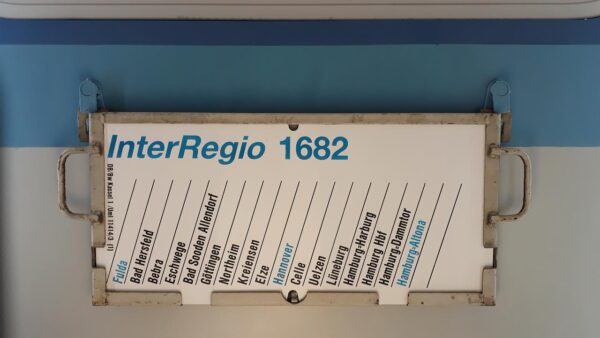 InterRegio 1682
Fulda
Bad Hersfeld
Bebra
Eschwege
Bad Sooden Allendorf
Göttingen
Northeim
Kreiensen
Elze
Hannover
Celle
Uelzen
Lüneburg
Hamburg-Harburg
Hamburg Hbf
Hamburg-Dammtor
Hamburg-Altona